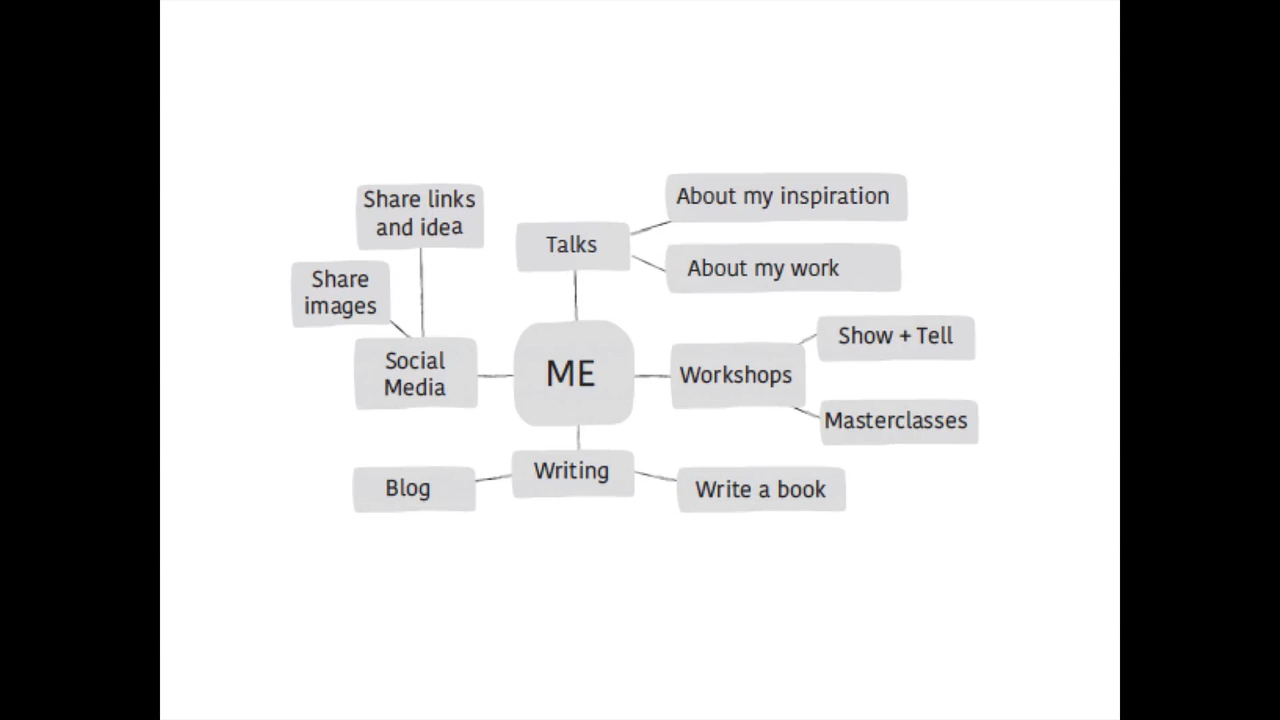 Share links
and idea
About my inspiration
Talks
About my work
Share
images
Show + Tell
Social
Media
ME
Workshops
Masterclasses
Writing
Blog
Write a book